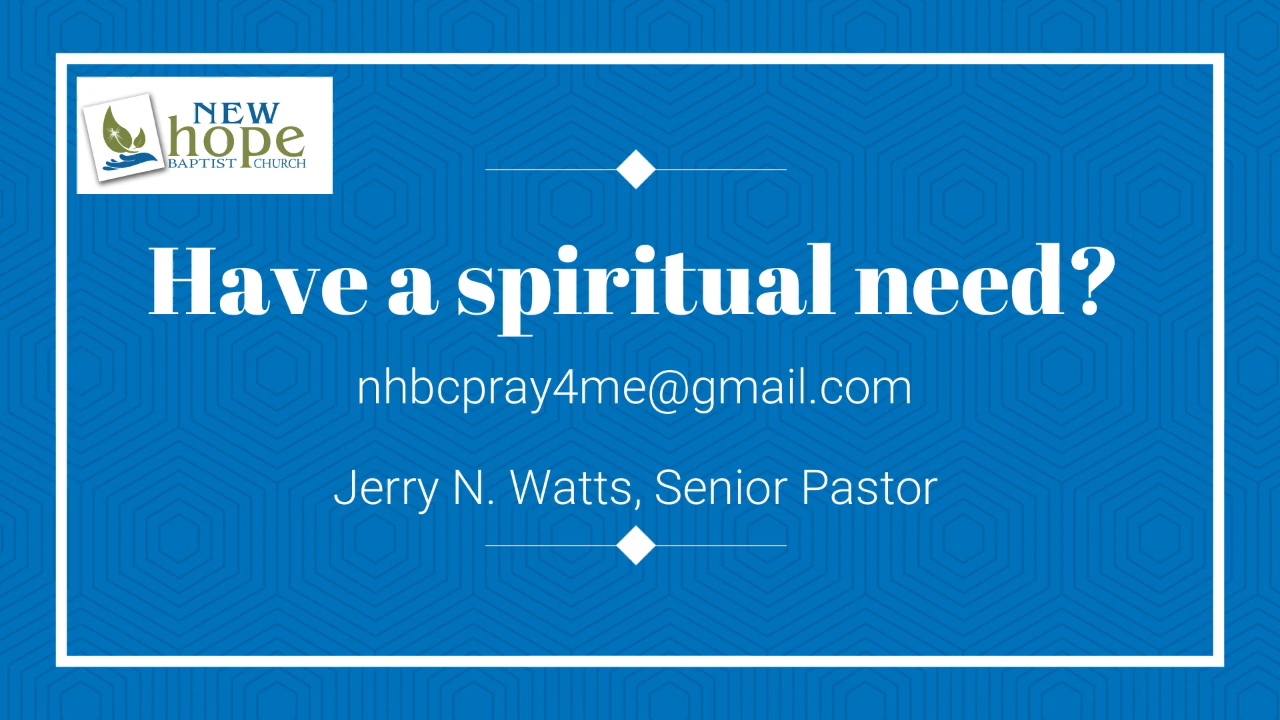 NEW
hope
BAPTIST CHURCH
Have a spiritual need?
nhbcpray4me@gmail.com
Jerry N. Watts, Senior Pastor